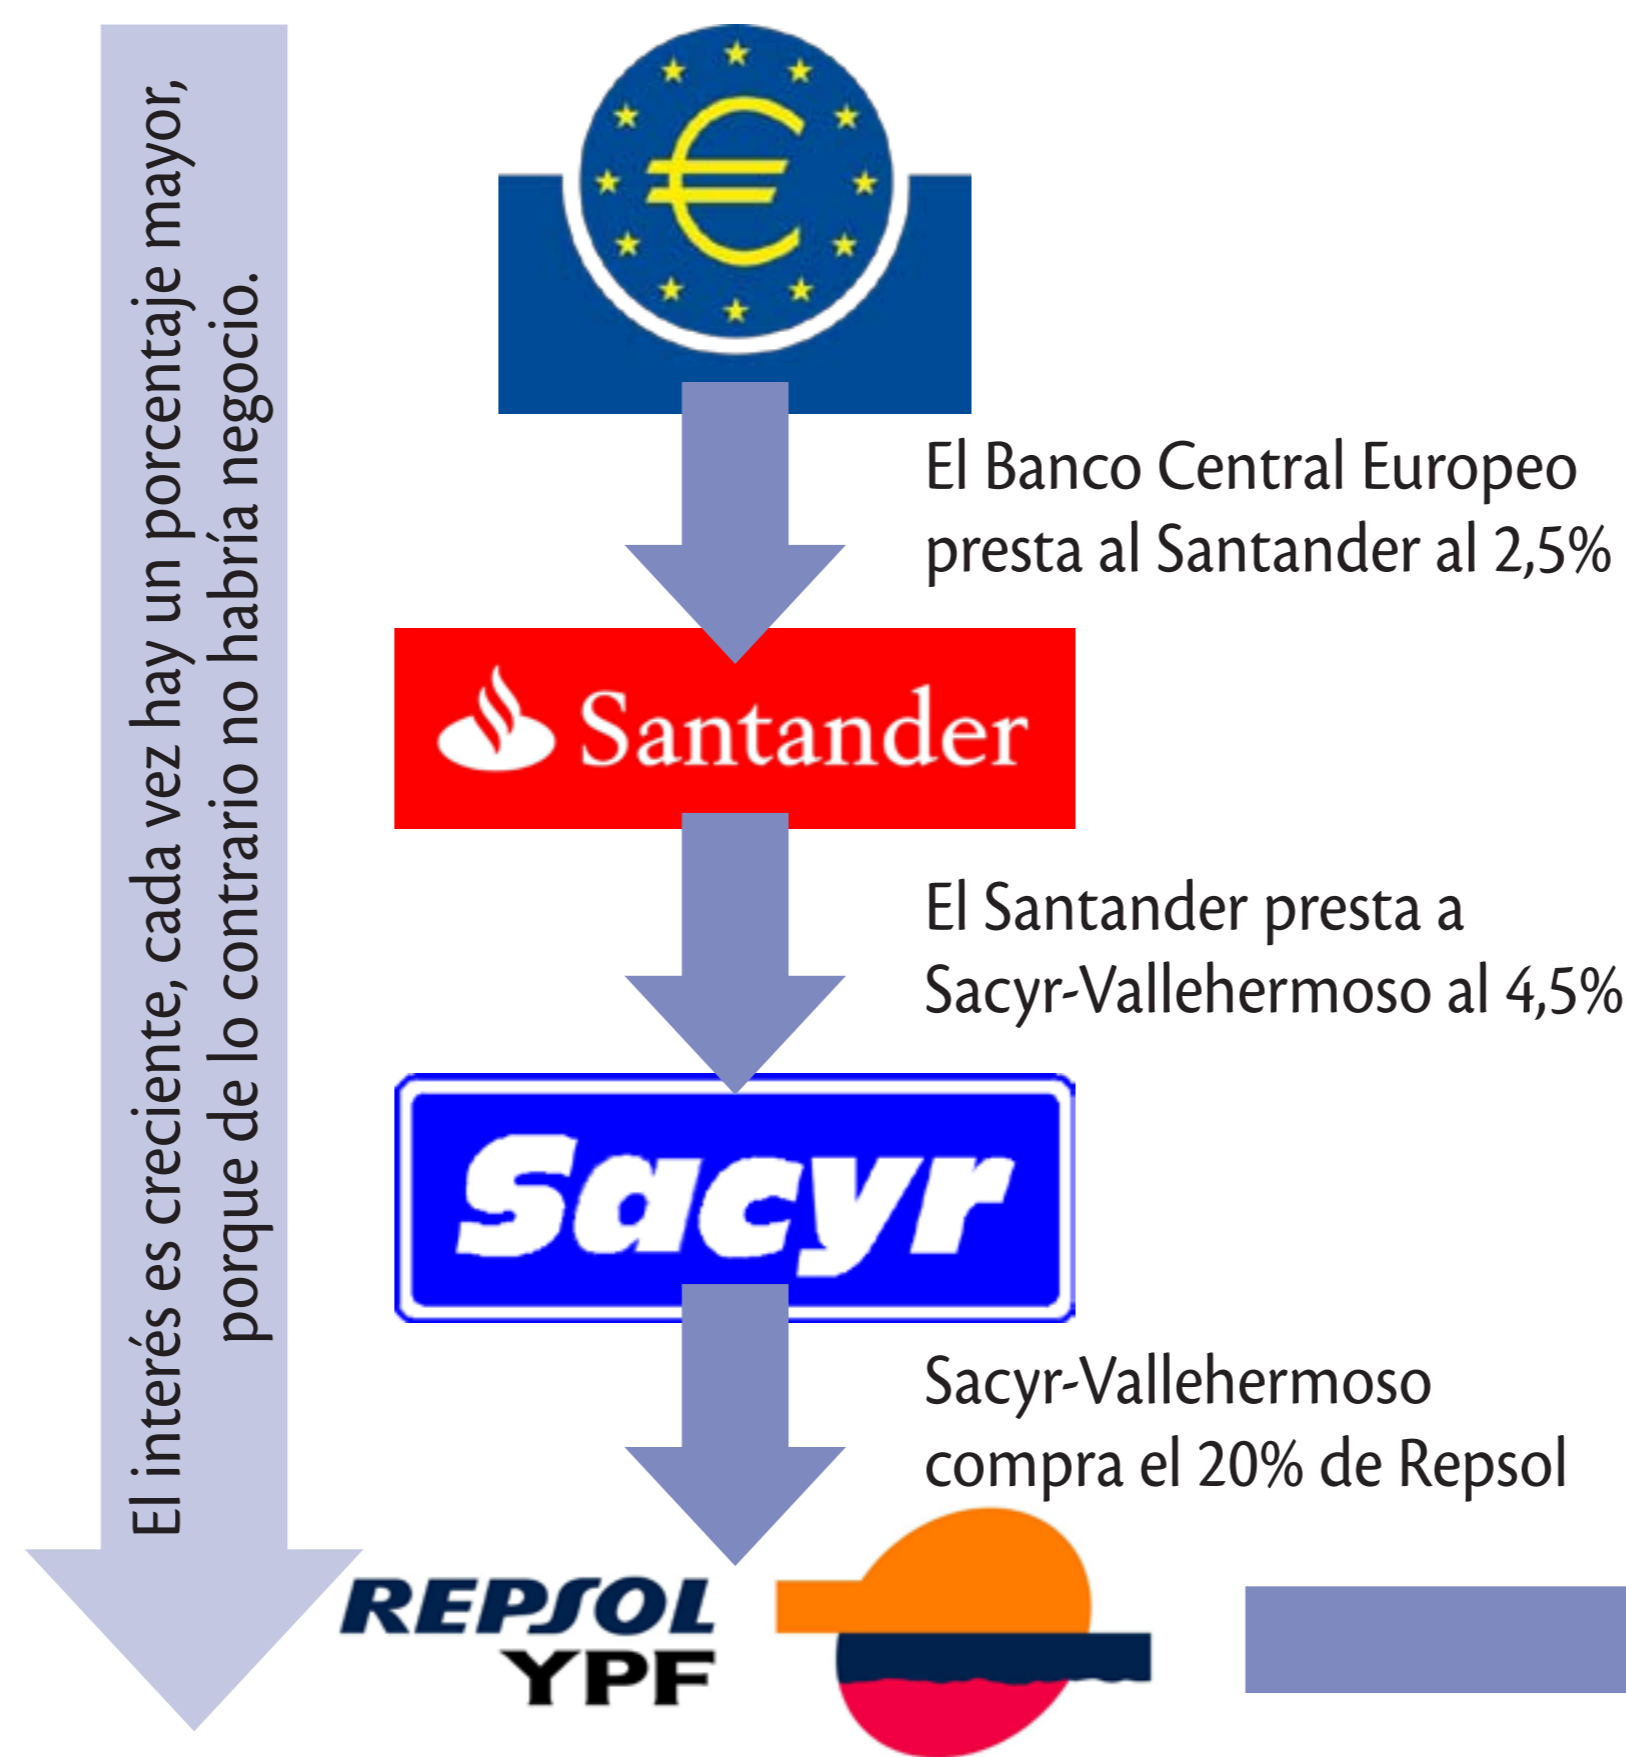 El interés es creciente, cada vez hay un porcentaje mayor,
porque de lo contrario no habría negocio.
€
El Banco Central Europeo
presta al Santander al 2,5%
Santander
El Santander presta a
Sacyr-Vallehermoso al 4,5%
Sacyr
Sacyr-Vallehermoso
compra el 20% de Repsol
REPSOL
YPF